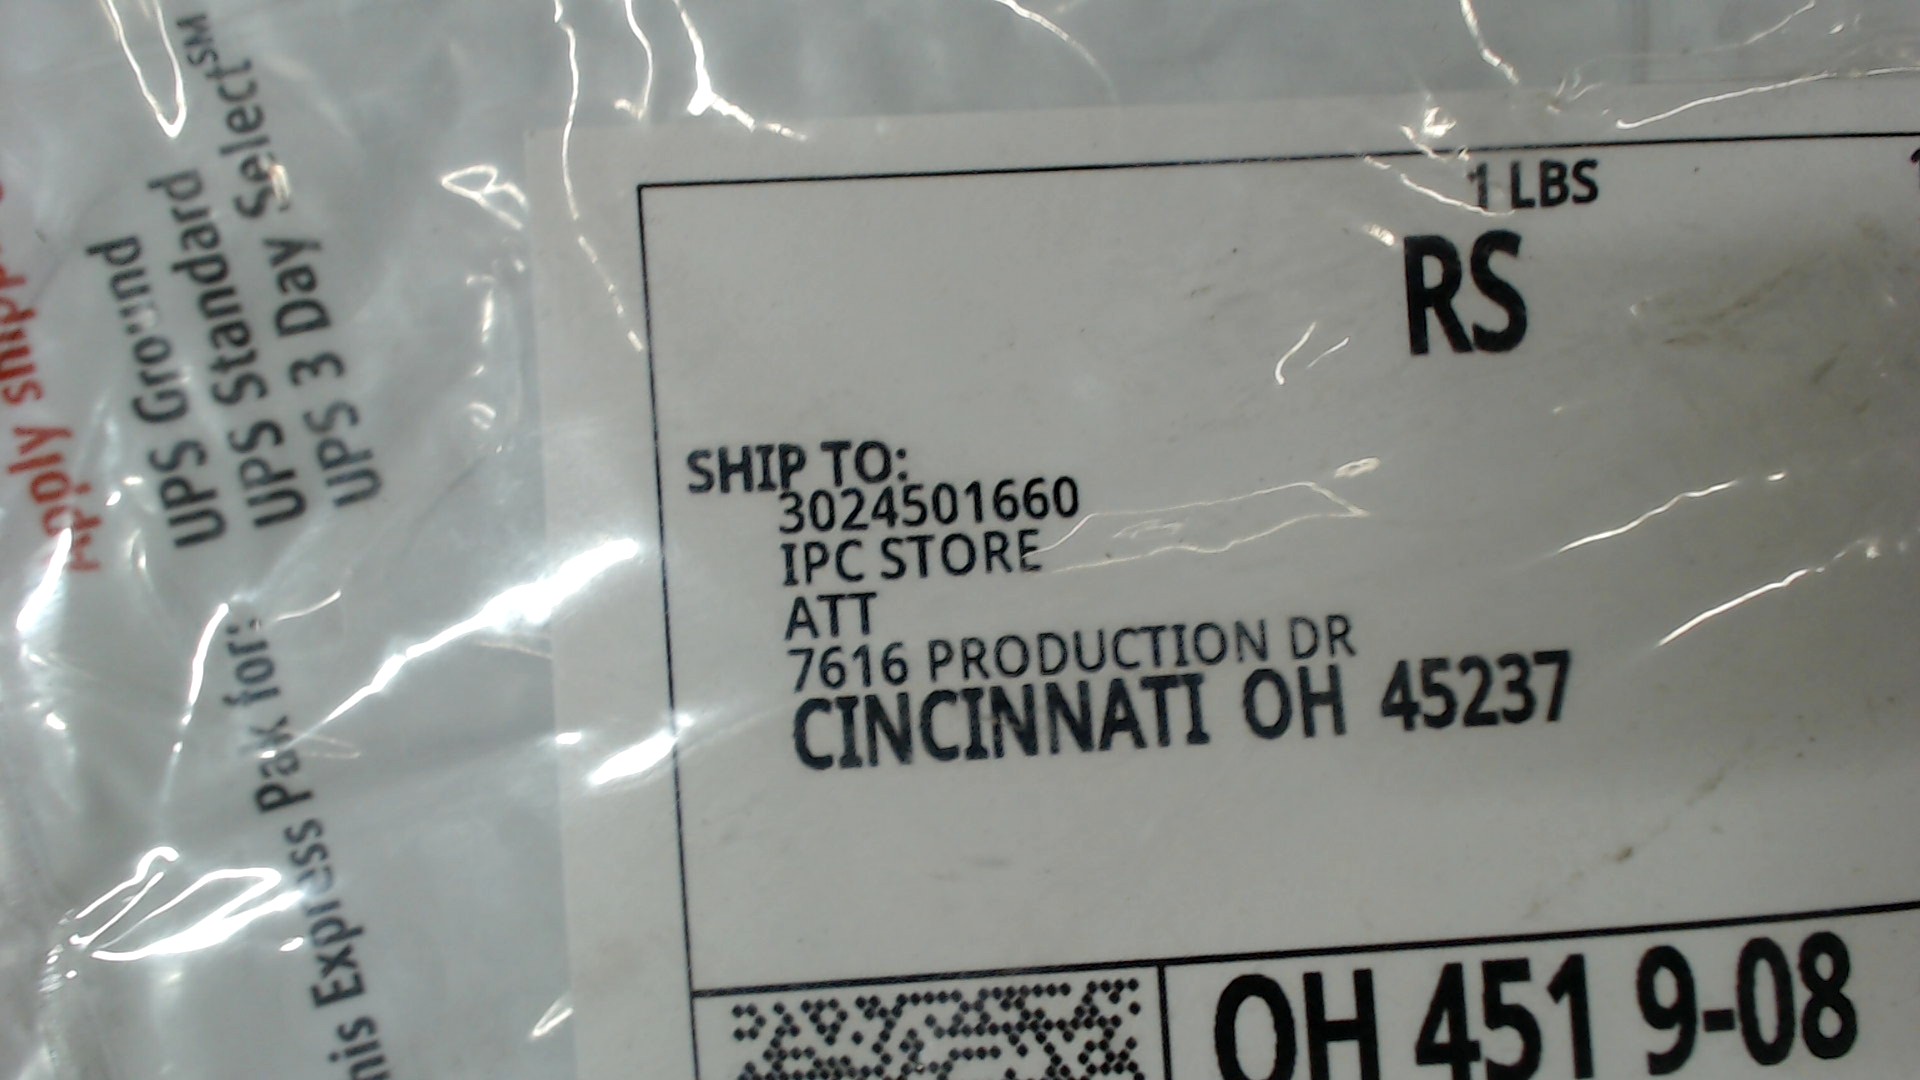 1 LBS
RS
SHIP TO:
3024501660
IPC STORE
ATT
7616 PRODUCTION DR
CINCINNATI OH 45237
OH 451 9-08
UPS Ground
UPS Standard
UPS 3 Day Select℠
Apply
Express Pak for: